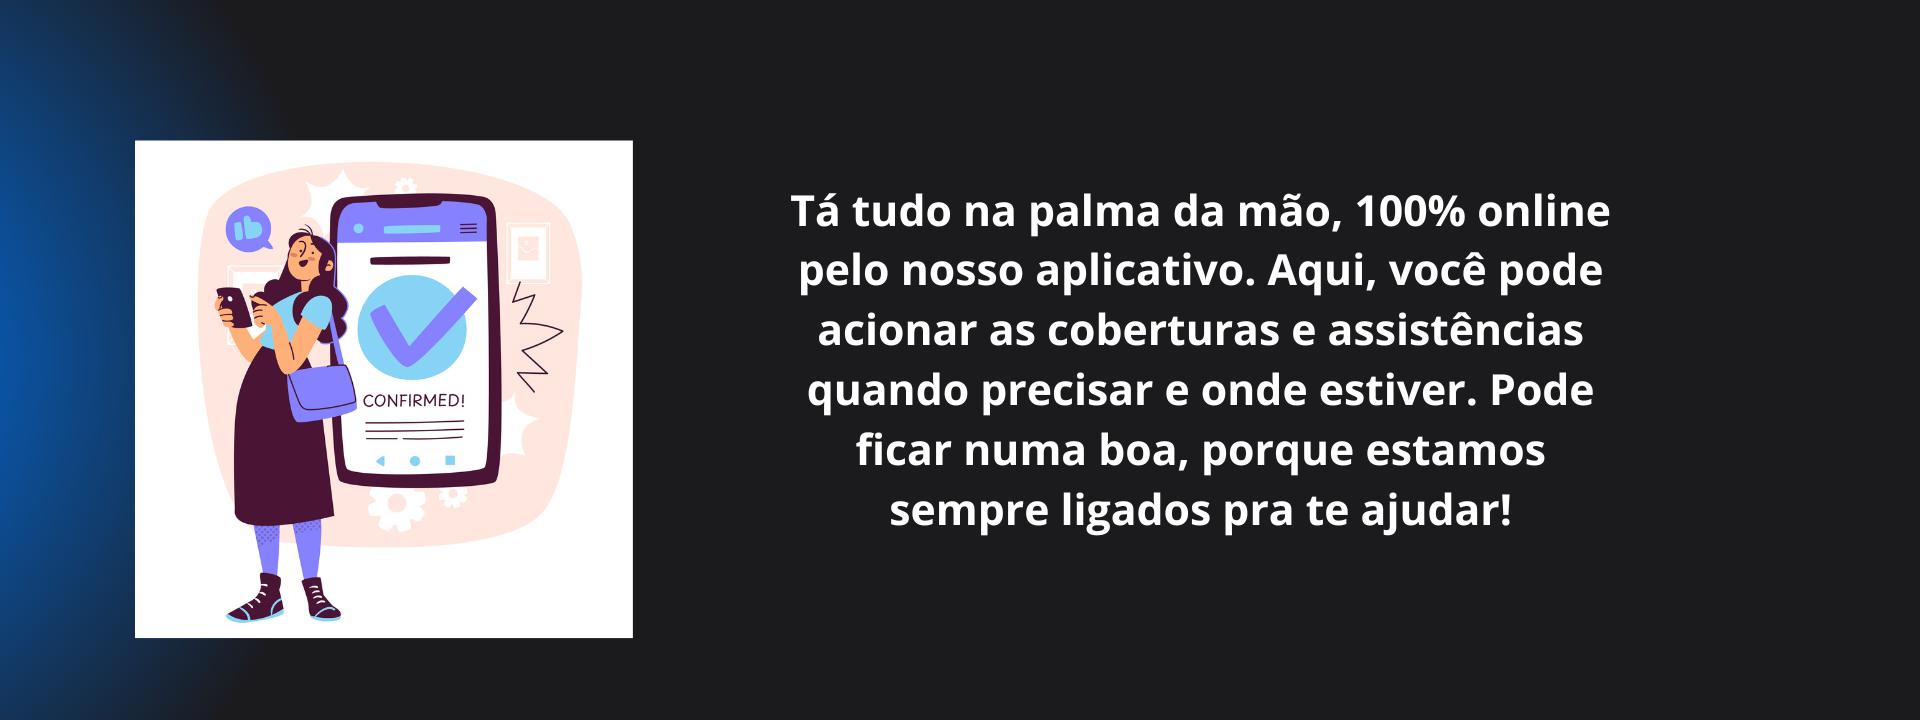 CONFIRMED!
Tá tudo na palma da mão, 100% online
pelo nosso aplicativo. Aqui, você pode
acionar as coberturas e assistências
quando precisar e onde estiver. Pode
ficar numa boa, porque estamos
sempre ligados pra te ajudar!